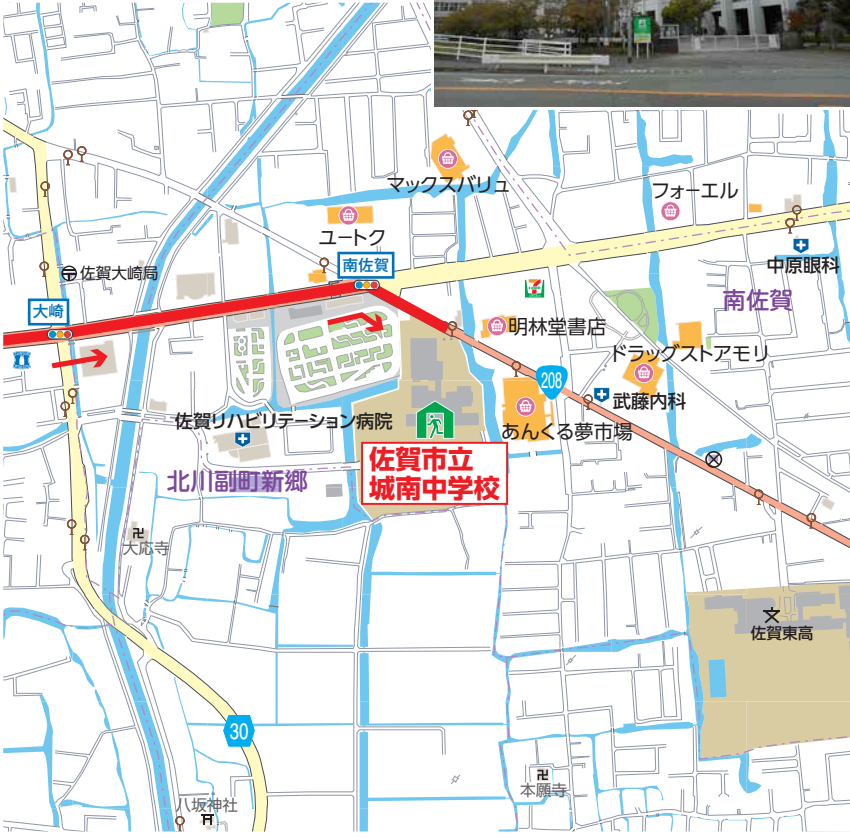 マックスバリュ
フォーエル
ユートク
中原眼科
南佐賀
佐賀大崎局
南佐賀
大崎
明林堂書店
ドラッグストアモリ
208
武藤内科
佐賀リハビリテーション病院
あんくる夢市場
佐賀市立
城南中学校
北川副町新郷
大応寺
佐賀東高
30
本願寺
八坂神社